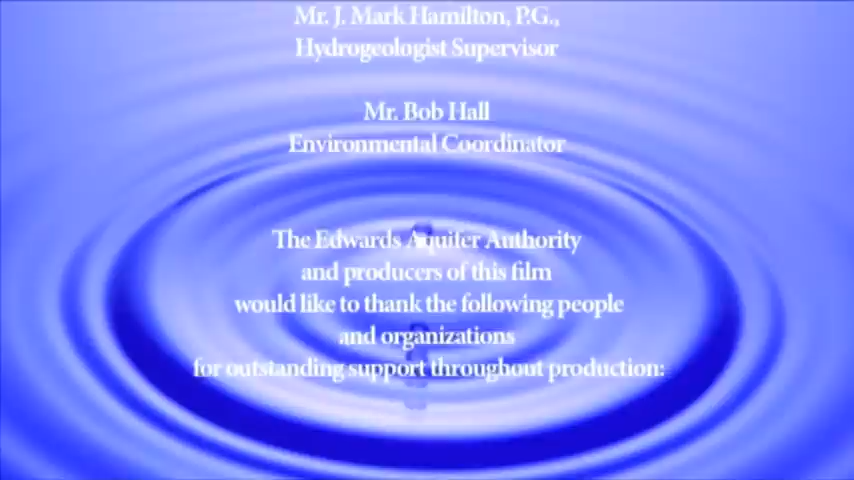 Mr. J. Mark Hamilton, P.G.,
Hydrogeologist Supervisor
Mr. Bob Hall
Environmental Coordinator
The Edwards Aquifer Authority
and producers of this film
would like to thank the following people
and organizations
for outstanding support throughout production: